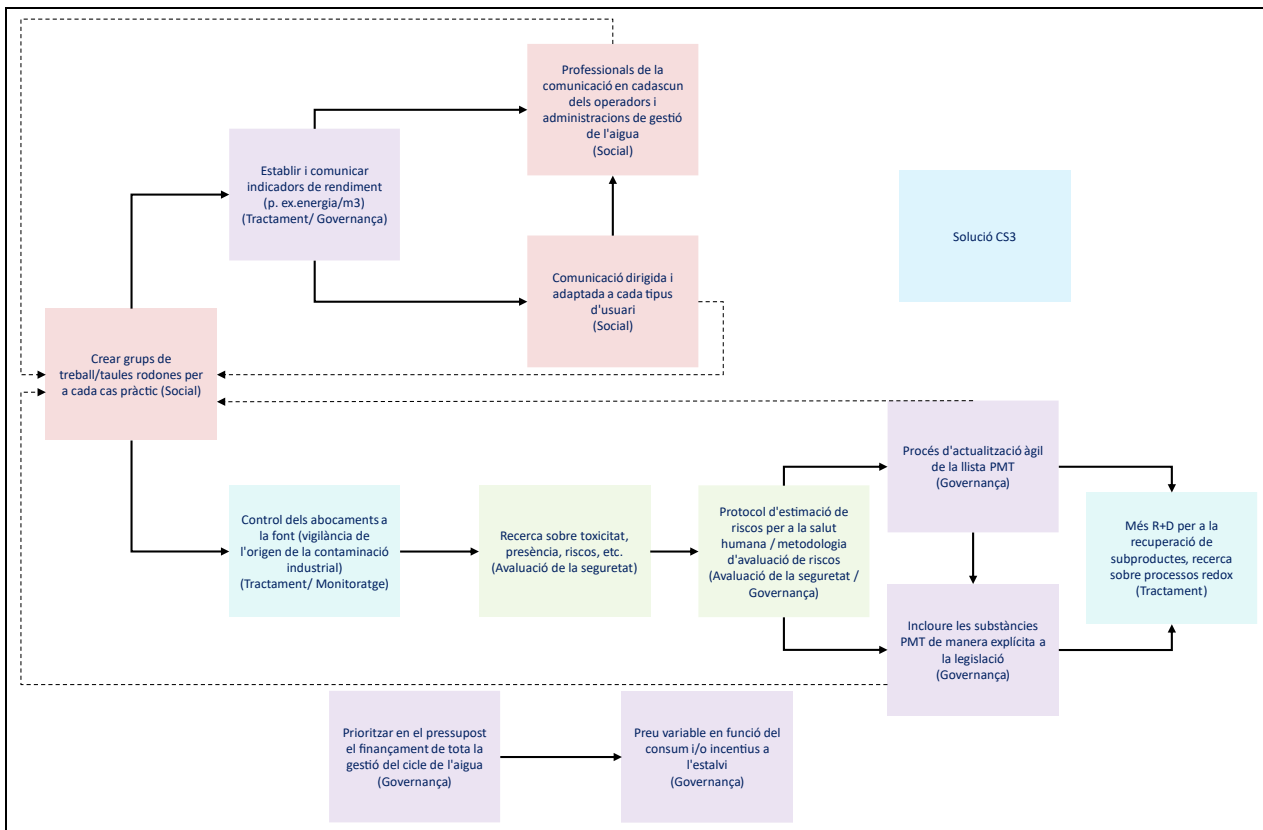 Professionals de la
comunicació en cadascun
dels operadors i
administracions de gestió
de l'aigua
(Social)
Establir i comunicar
indicadors de rendiment
(p. ex.energia/m3)
(Tractament/ Governança)
Solució CS3
Comunicació dirigida i
adaptada a cada tipus
d'usuari
(Social)
Crear grups de
treball/taules rodones per
a cada cas pràctic (Social)
Procés d'actualització àgil
de la llista PMT
(Governança)
Control dels abocaments a
la font (vigilància de
l'origen de la contaminació
industrial)
(Tractament/ Monitoratge)
Recerca sobre toxicitat,
presència, riscos, etc.
(Avaluació de la seguretat)
Protocol d'estimació de
riscos per a la salut
humana / metodologia
d'avaluació de riscos
(Avaluació de la seguretat /
Governança)
Més R+D per a la
recuperació de
subproductes, recerca
sobre processos redox
(Tractament)
Incloure les substàncies
PMT de manera explícita a
la legislació
(Governança)
Prioritzar en el pressupost
el finançament de tota la
gestió del cicle de l'aigua
(Governança)
Preu variable en funció del
consum i/o incentius a
l'estalvi
(Governança)